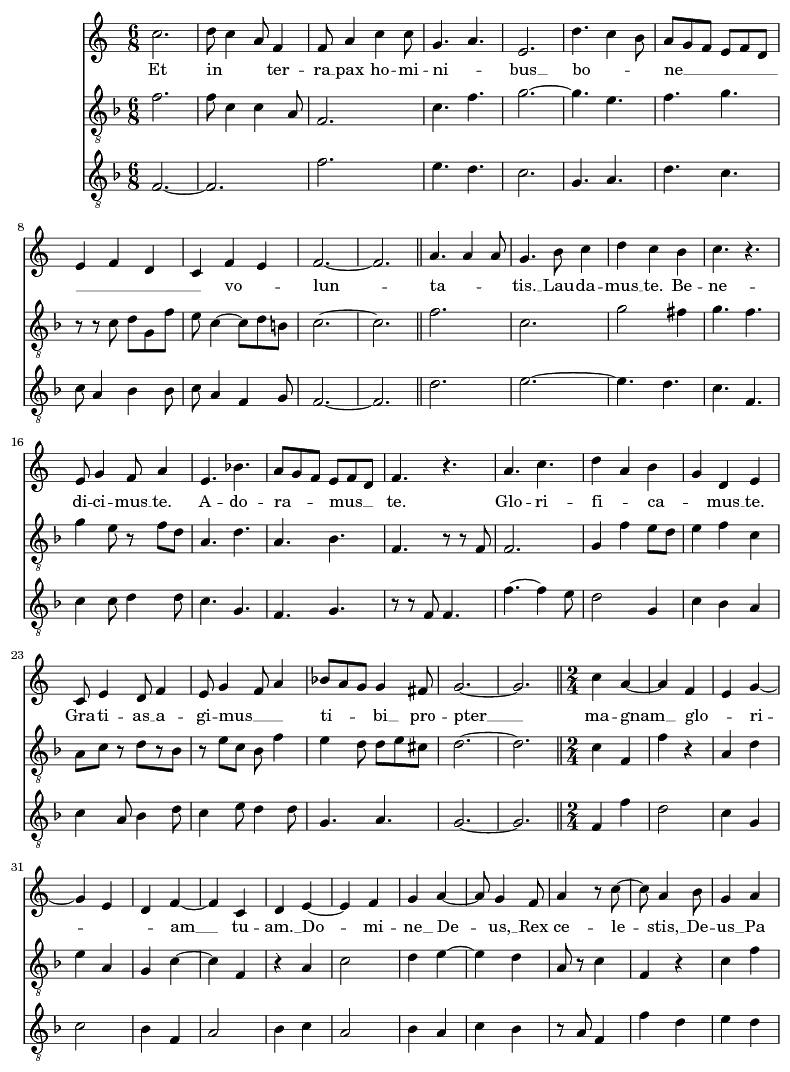 Et in ter - ra pax ho - mi - ni - bus bo - ne
8
vo - lun - ta - tis. Lau - da - mus te. Be - ne -
16
di - ci - mus te. A - do - ra - mus te. Glo - ri - fi - ca - mus te.
23
Gra - ti - as a - gi - mus ti - bi pro - pter ma - gnam glo - ri -
31
am tu - am. Do - mi - ne De - us, Rex ce - le - stis, De - us Pa